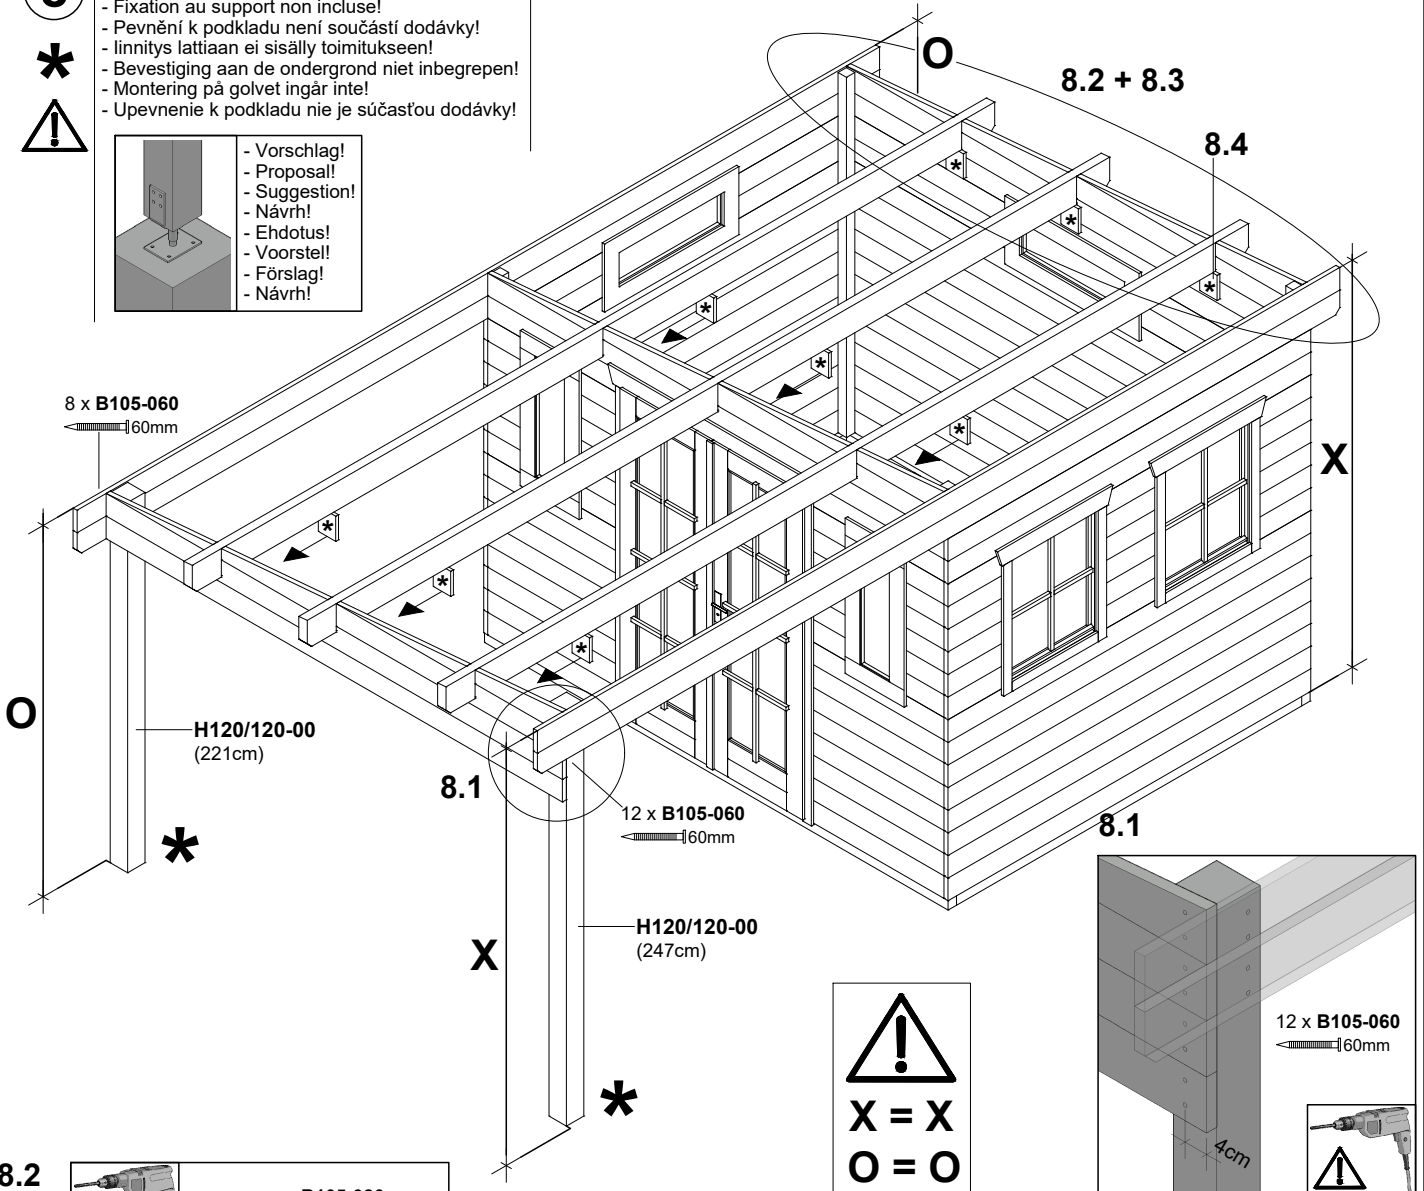 - Fixation au support non incluse!
- Pevnění k podkladu není součástí dodávky!
- Iinnitys lattiaan ei sisälly toimitukseen!
- Bevestiging aan de ondergrond niet inbegrepen!
- Montering på golvet ingår inte!
- Upevnenie k podkladu nie je súčasťou dodávky!
*
- Vorschlag!
- Proposal!
- Suggestion!
- Návrh!
- Ehdotus!
- Voorstel!
- Förslag!
- Návrh!
O
8.2 + 8.3
8.4
*
*
*
*
*
*
*
*
*
8 x B105-060
60mm
X
O
H120/120-00
(221cm)
*
8.1
12 x B105-060
60mm
8.1
H120/120-00
(247cm)
X
*
X = X
O = O
12 x B105-060
60mm
4cm
8.2